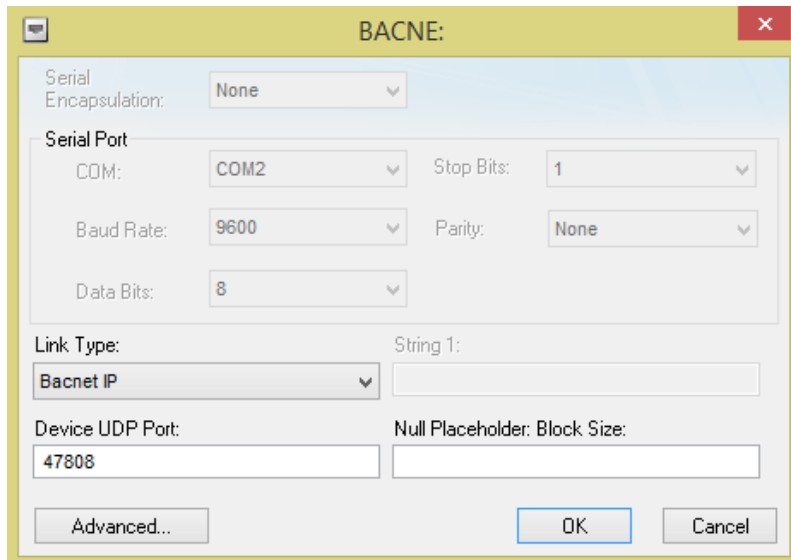 BACNE:
Serial
Encapsulation:
None
Serial Port
COM:
COM2
Stop Bits:
1
Baud Rate:
9600
Parity:
None
Data Bits:
8
Link Type:
String 1:
Bacnet IP
Device UDP Port:
Null Placeholder: Block Size:
47808
Advanced...
OK
Cancel